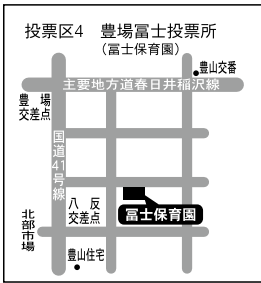 投票区4 豊場冨士投票所
（冨士保育園）
豊山交番
主要地方道春日井稲沢線
豊場
交差点
国道41号線
八反
交差点
冨士保育園
北部市場
豊山住宅